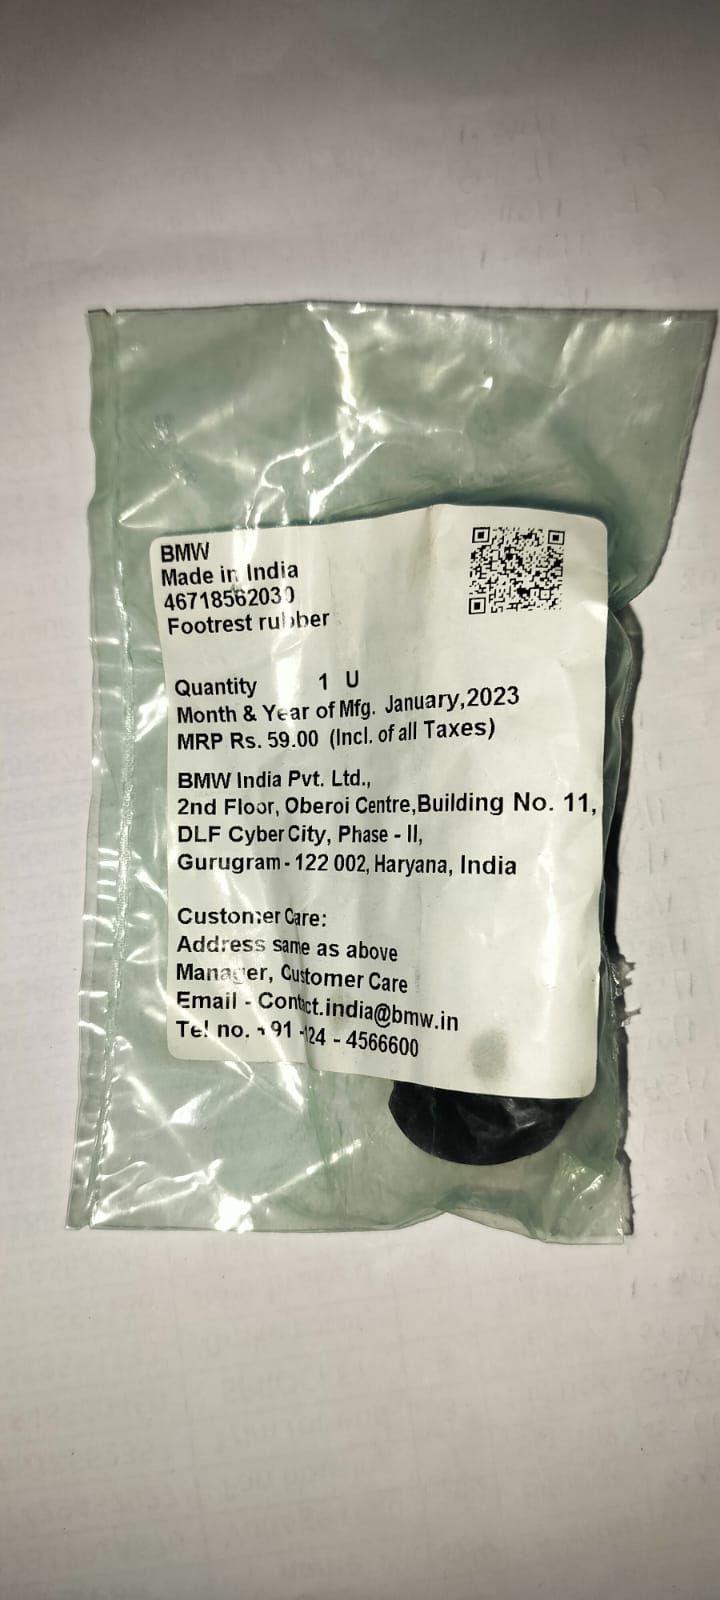 BMW
Made in India
46718562030
Footrest rubber
Quantity 1 U
Month & Year of Mfg. January,2023
MRP Rs. 59.00 (Incl. of all Taxes)
BMW India Pvt. Ltd.,
2nd Floor, Oberoi Centre,Building No. 11,
DLF Cyber City, Phase - II,
Gurugram - 122 002, Haryana, India
Customer Care:
Address same as above
Manager, Customer Care
Email - Contact.india@bmw.in
Tel no. +91 -124 - 4566600